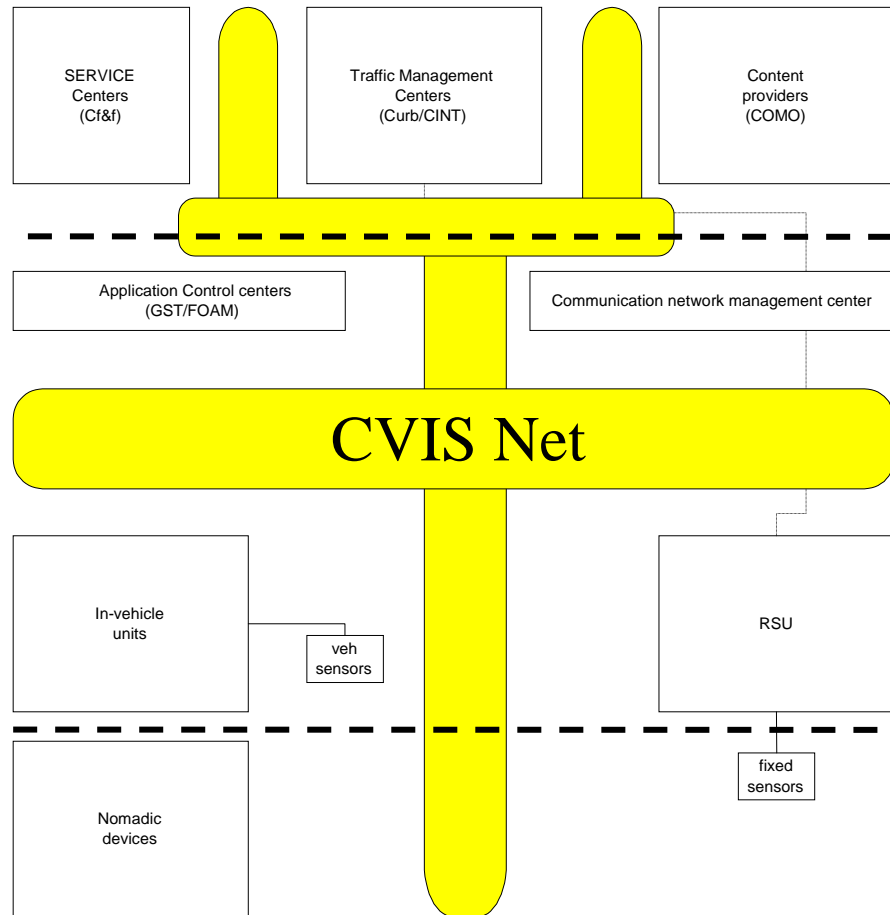 SERVICE
Centers
(Cf&f)
Traffic Management
Centers
(Curb/CINT)
Content
providers
(COMO)
Application Control centers
(GST/FOAM)
Communication network management center
CVIS Net
In-vehicle
units
veh
sensors
RSU
fixed
sensors
Nomadic
devices